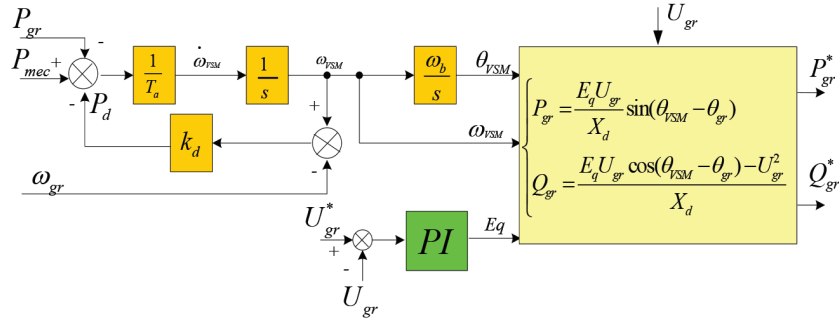 P_gr
-
U_gr
P_mec
+
-
1/T_a
ω̇_VSM
1/s
ω_VSM
ω_b/s
θ_VSM
P*_gr
P_d
+
k_d
-
ω_VSM
P_gr = E_q U_gr / X_d sin(θ_VSM − θ_gr)
Q_gr = E_q U_gr cos(θ_VSM − θ_gr) − U²_gr / X_d
Q*_gr
ω_gr
U*_gr
+
-
PI
Eq
U_gr